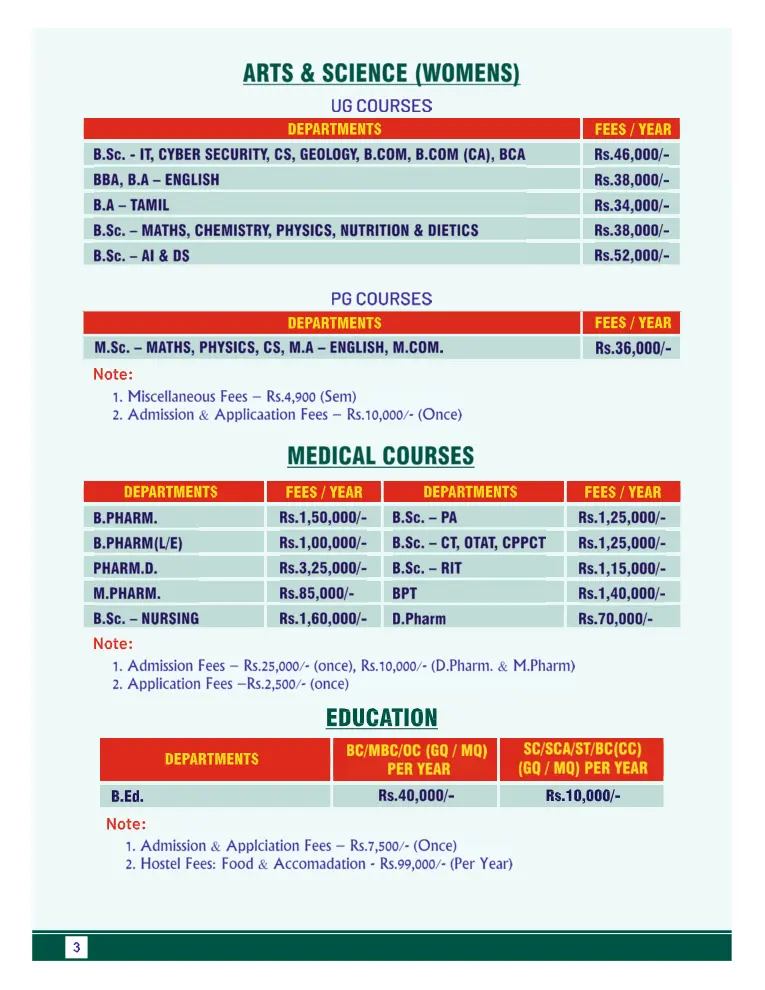 ARTS & SCIENCE (WOMENS)
UG COURSES
DEPARTMENTS FEES / YEAR
B.Sc. - IT, CYBER SECURITY, CS, GEOLOGY, B.COM, B.COM (CA), BCA Rs.46,000/-
BBA, B.A – ENGLISH Rs.38,000/-
B.A – TAMIL Rs.34,000/-
B.Sc. – MATHS, CHEMISTRY, PHYSICS, NUTRITION & DIETICS Rs.38,000/-
B.Sc. – AI & DS Rs.52,000/-
PG COURSES
DEPARTMENTS FEES / YEAR
M.Sc. – MATHS, PHYSICS, CS, M.A – ENGLISH, M.COM. Rs.36,000/-
Note:
1. Miscellaneous Fees – Rs.4,900 (Sem)
2. Admission & Applicaation Fees – Rs.10,000/- (Once)
MEDICAL COURSES
DEPARTMENTS FEES / YEAR DEPARTMENTS FEES / YEAR
B.PHARM. Rs.1,50,000/- B.Sc. – PA Rs.1,25,000/-
B.PHARM(L/E) Rs.1,00,000/- B.Sc. – CT, OTAT, CPPCT Rs.1,25,000/-
PHARM.D. Rs.3,25,000/- B.Sc. – RIT Rs.1,15,000/-
M.PHARM. Rs.85,000/- BPT Rs.1,40,000/-
B.Sc. – NURSING Rs.1,60,000/- D.Pharm Rs.70,000/-
Note:
1. Admission Fees – Rs.25,000/- (once), Rs.10,000/- (D.Pharm. & M.Pharm)
2. Application Fees –Rs.2,500/- (once)
EDUCATION
DEPARTMENTS BC/MBC/OC (GQ / MQ) PER YEAR SC/SCA/ST/BC(CC) (GQ / MQ) PER YEAR
B.Ed. Rs.40,000/- Rs.10,000/-
Note:
1. Admission & Applciation Fees – Rs.7,500/- (Once)
2. Hostel Fees: Food & Accomadation - Rs.99,000/- (Per Year)
3